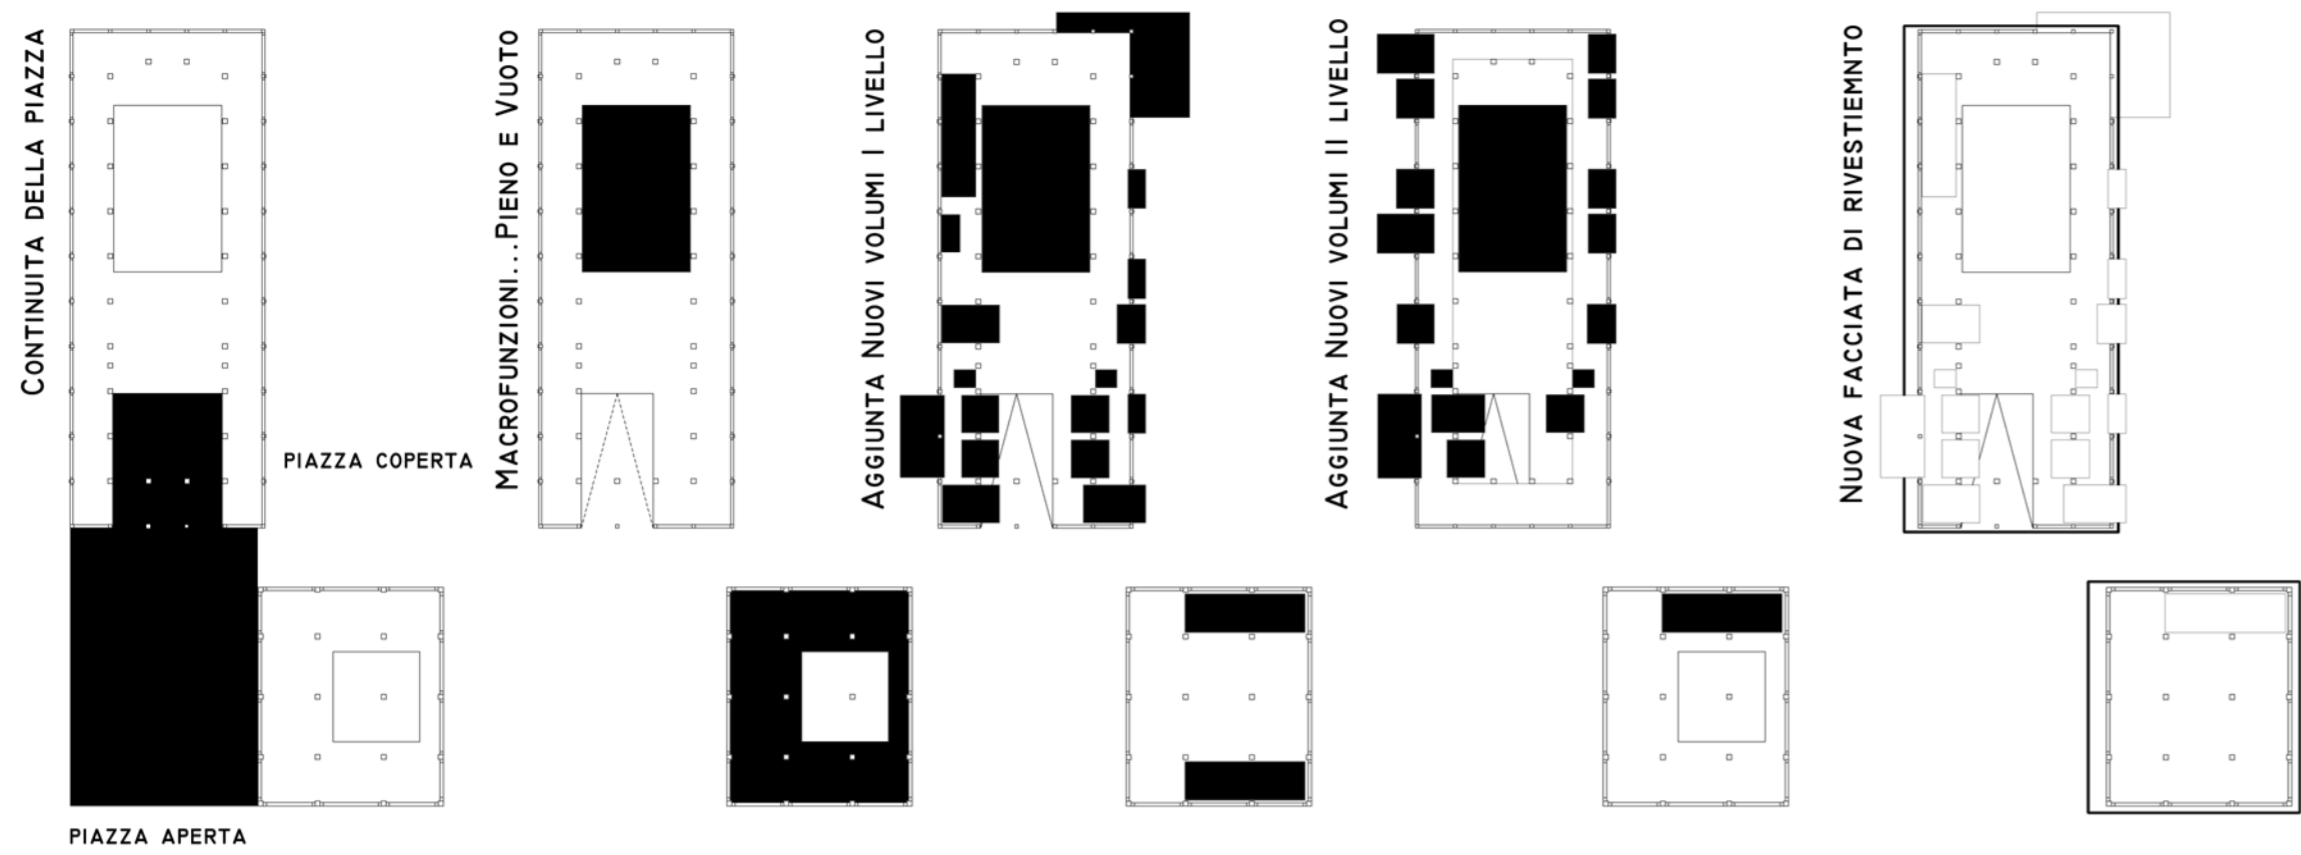 Continuita della piazza
Macrofunzioni...Pieno e Vuoto
Aggiunta Nuovi volumi I livello
Aggiunta Nuovi volumi II livello
Nuova facciata di rivestiemnto
PIAZZA COPERTA
PIAZZA APERTA